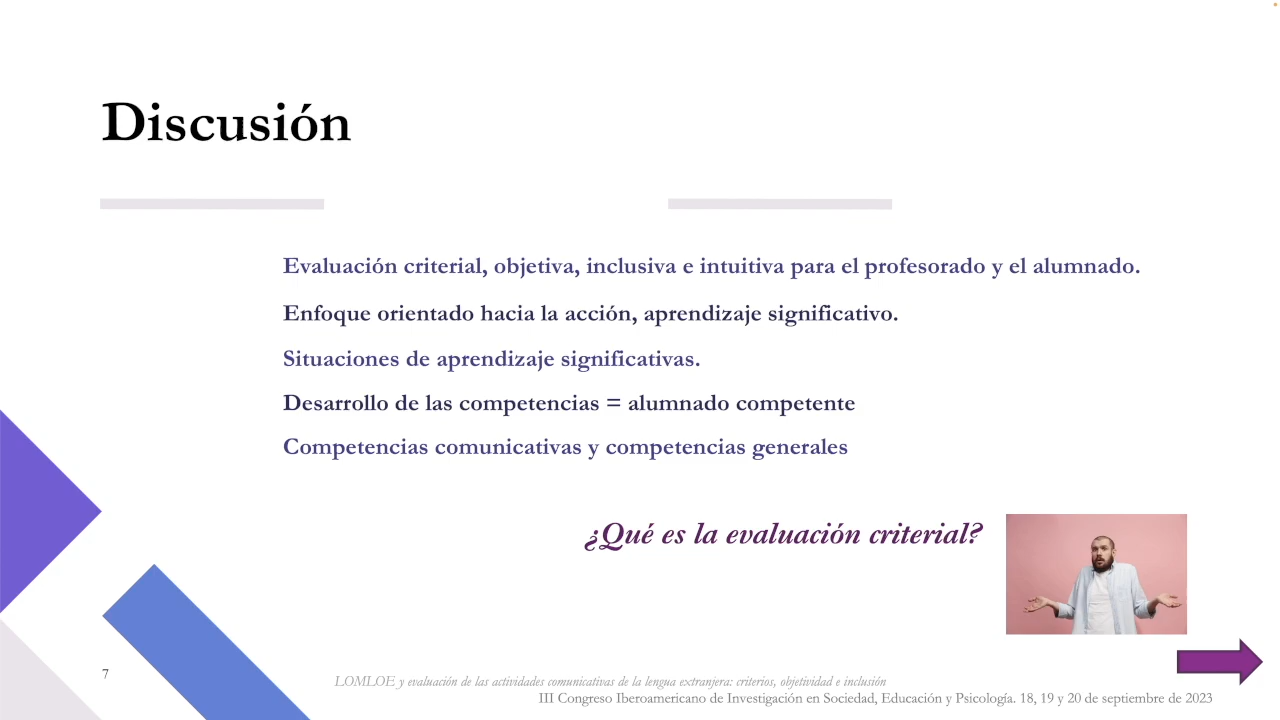 Discusión
Evaluación criterial, objetiva, inclusiva e intuitiva para el profesorado y el alumnado.
Enfoque orientado hacia la acción, aprendizaje significativo.
Situaciones de aprendizaje significativas.
Desarrollo de las competencias = alumnado competente
Competencias comunicativas y competencias generales
¿Qué es la evaluación criterial?
7
LOMLOE y evaluación de las actividades comunicativas de la lengua extranjera: criterios, objetividad e inclusión
III Congreso Iberoamericano de Investigación en Sociedad, Educación y Psicología. 18, 19 y 20 de septiembre de 2023